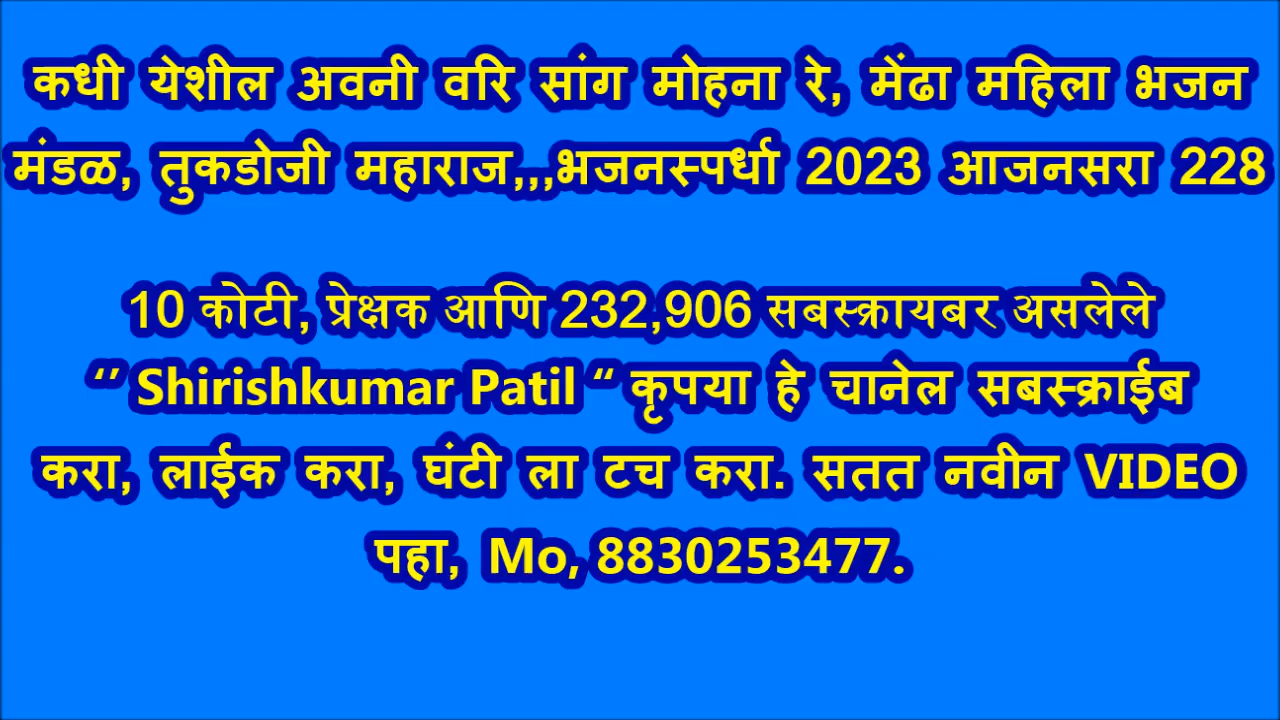 कधी येशील अवनी वरि सांग मोहना रे, मेंढा महिला भजन
मंडळ, तुकडोजी महाराज,,,भजनस्पर्धा 2023 आजनसरा 228
10 कोटी, प्रेक्षक आणि 232,906 सबस्क्रायबर असलेले
‘’ Shirishkumar Patil “ कृपया हे चानेल सबस्क्राईब
करा, लाईक करा, घंटी ला टच करा. सतत नवीन VIDEO
पहा, Mo, 8830253477.